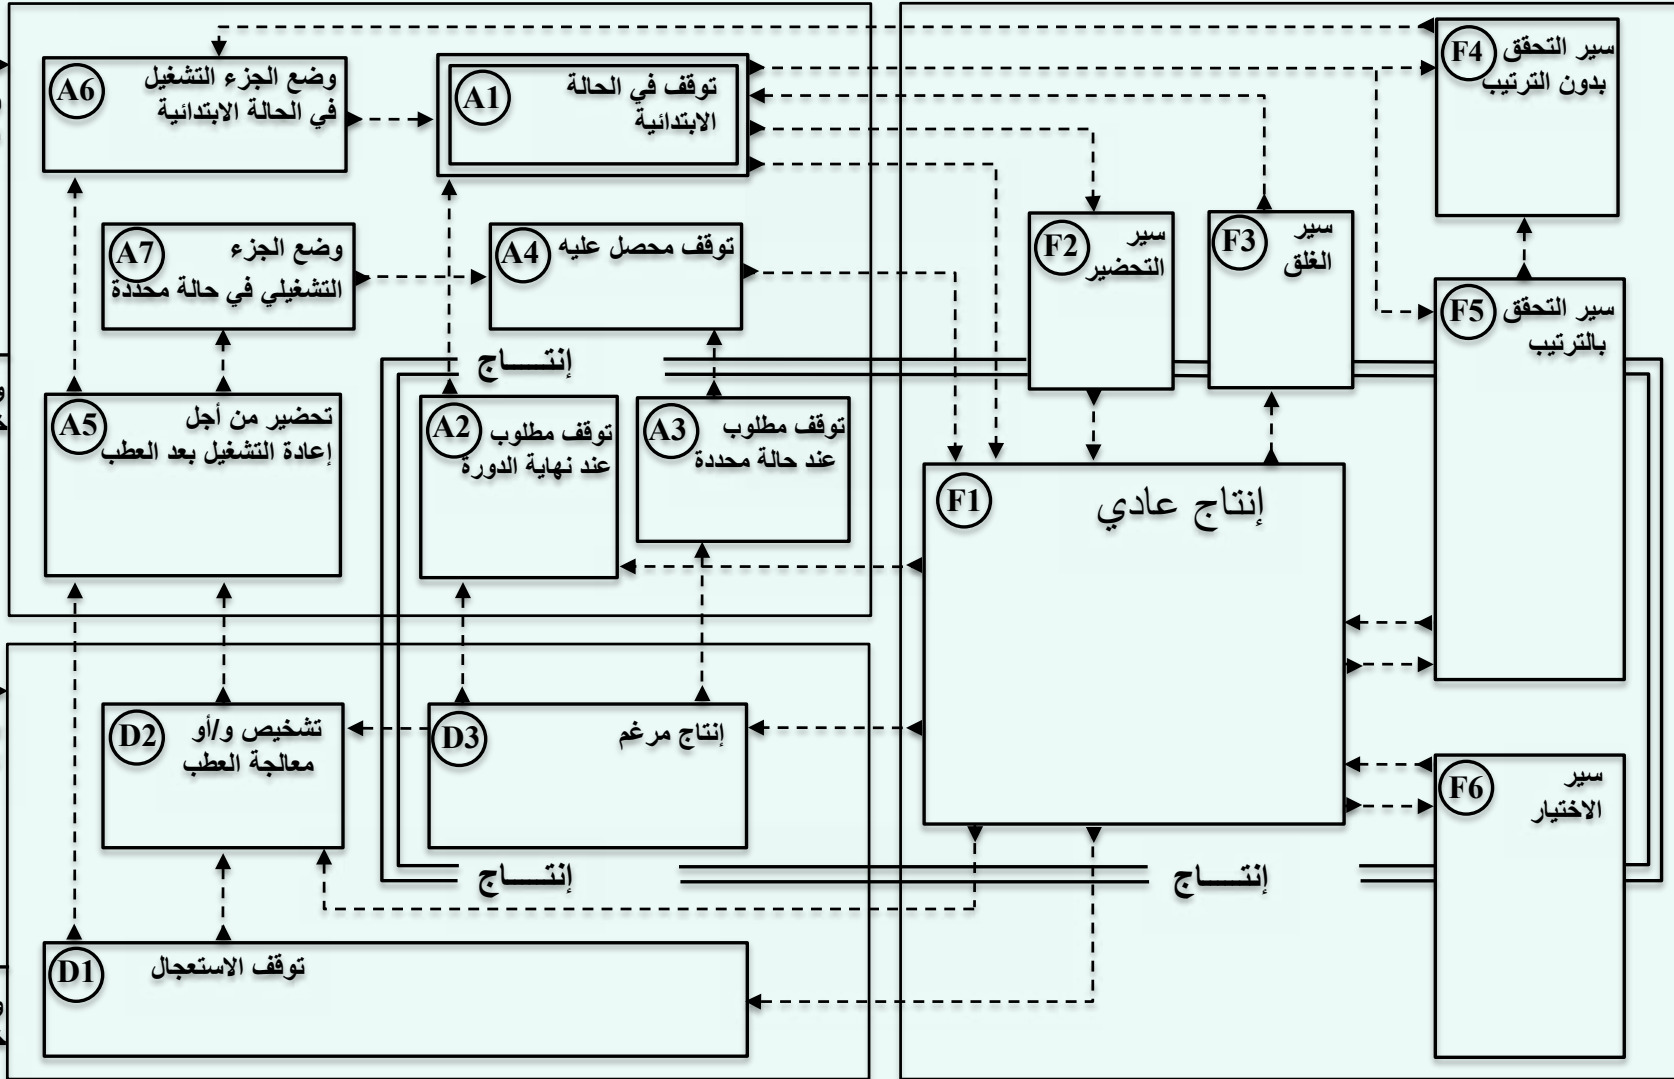 A6
وضع الجزء التشغيل
في الحالة الابتدائية
A1
توقف في الحالة
الابتدائية
F4
سير التحقق
بدون الترتيب
A7
وضع الجزء
التشغيلي في حالة محددة
A4
توقف محصل عليه
F2
سير
التحضير
F3
سير
الغلق
F5
سير التحقق
بالترتيب
إنتـــــاج
A5
تحضير من أجل
إعادة التشغيل بعد العطب
A2
توقف مطلوب
عند نهاية الدورة
A3
توقف مطلوب
عند حالة محددة
F1
إنتاج عادي
D2
تشخيص و/أو
معالجة العطب
D3
إنتاج مرغم
F6
سير
الاختيار
إنتـــــاج
إنتـــــاج
D1
توقف الاستعجال